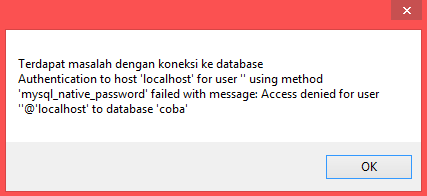 Terdapat masalah dengan koneksi ke database
Authentication to host 'localhost' for user '' using method
'mysql_native_password' failed with message: Access denied for user
''@'localhost' to database 'coba'
OK